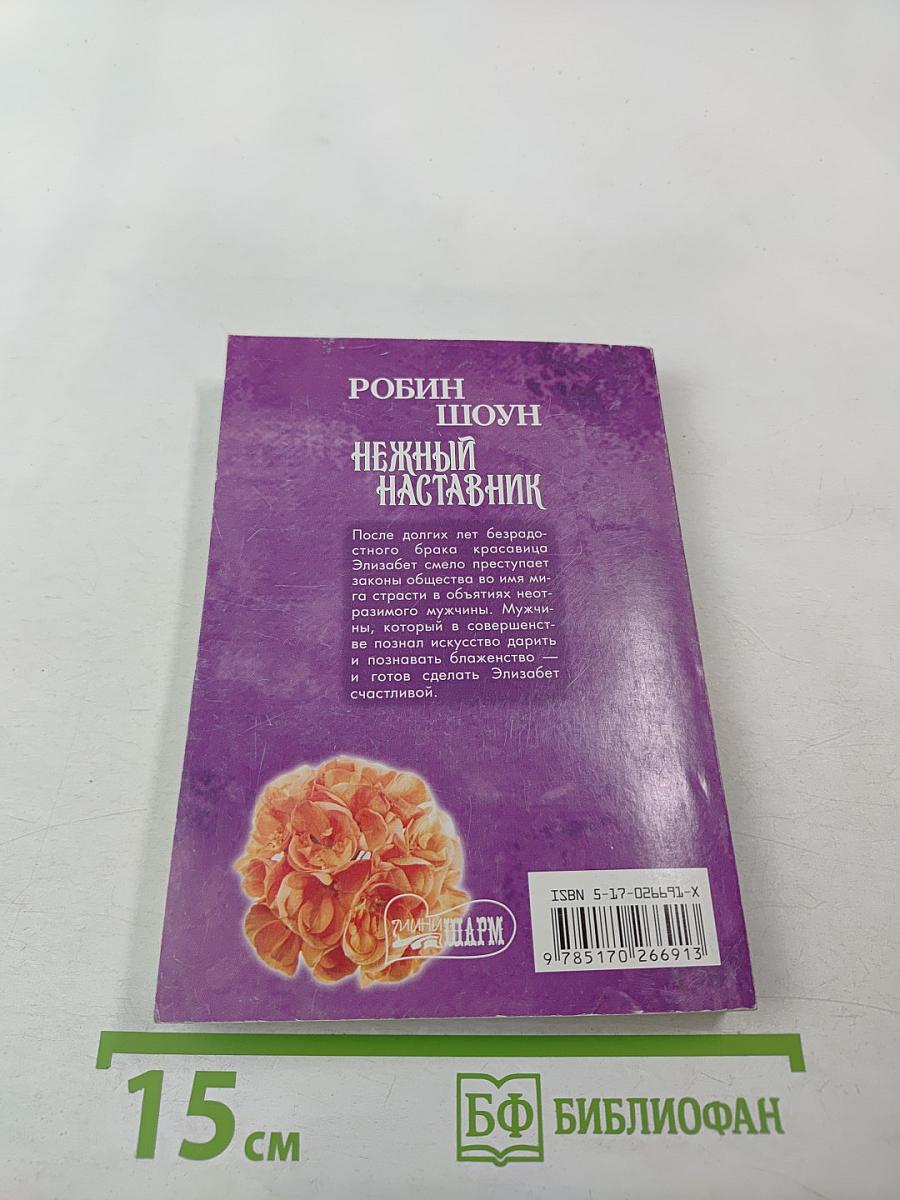 РОБИН
ШОУН
НЕЖНЫЙ
НАСТАВНИК
После долгих лет безрадо-
стного брака красавица
Элизабет смело преступает
законы общества во имя ми-
га страсти в объятиях неот-
разимого мужчины. Мужчи-
ны, который в совершенст-
ве познал искусство дарить
и познавать блаженство —
и готов сделать Элизабет
счастливой.
МИНИ
ШАРМ
ISBN 5-17-026691-X
9 785170 266913
15 см
БФ БИБЛИОФАН